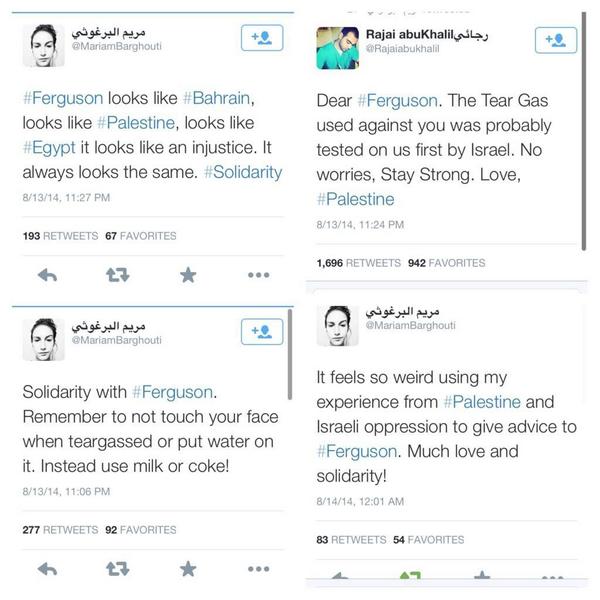 مريم البرغوثي
@MariamBarghouti
#Ferguson looks like #Bahrain,
looks like #Palestine, looks like
#Egypt it looks like an injustice. It
always looks the same. #Solidarity
8/13/14, 11:27 PM
193 RETWEETS 67 FAVORITES
Rajai abuKhalilرجائي
@Rajaiabukhalil
Dear #Ferguson. The Tear Gas
used against you was probably
tested on us first by Israel. No
worries, Stay Strong. Love,
#Palestine
8/13/14, 11:24 PM
1,696 RETWEETS 942 FAVORITES
مريم البرغوثي
@MariamBarghouti
Solidarity with #Ferguson.
Remember to not touch your face
when teargassed or put water on
it. Instead use milk or coke!
8/13/14, 11:06 PM
277 RETWEETS 92 FAVORITES
مريم البرغوثي
@MariamBarghouti
It feels so weird using my
experience from #Palestine and
Israeli oppression to give advice to
#Ferguson. Much love and
solidarity!
8/14/14, 12:01 AM
83 RETWEETS 54 FAVORITES